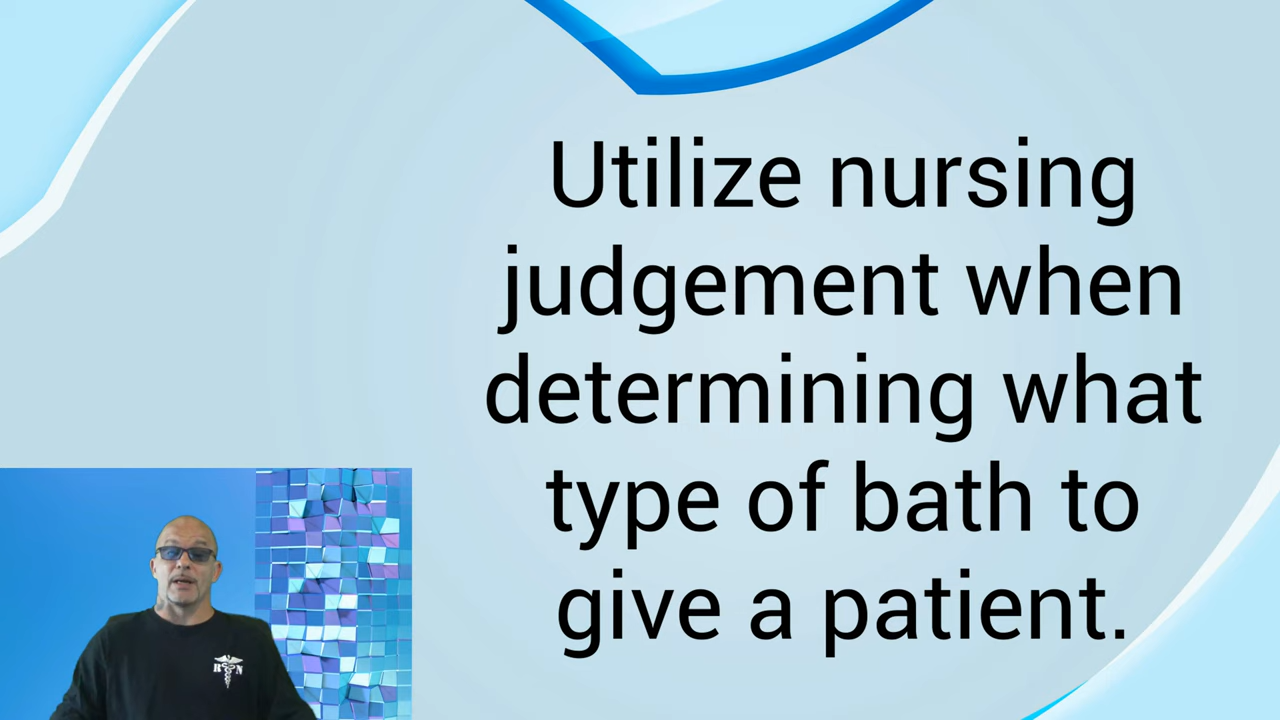 Utilize nursing
judgement when
determining what
type of bath to
give a patient.
R N